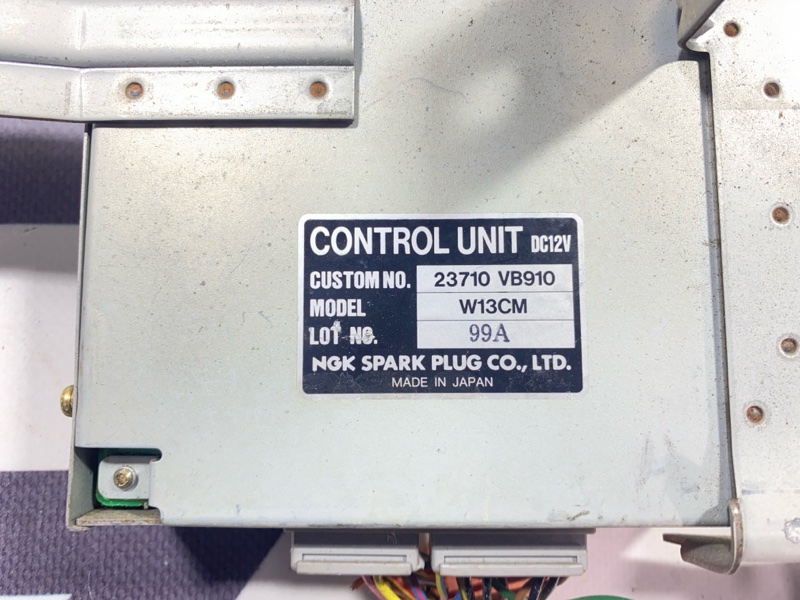 CONTROL UNIT DC12V
CUSTOM NO. 23710 VB910
MODEL W13CM
LOT NO. 99A
NGK SPARK PLUG CO., LTD.
MADE IN JAPAN